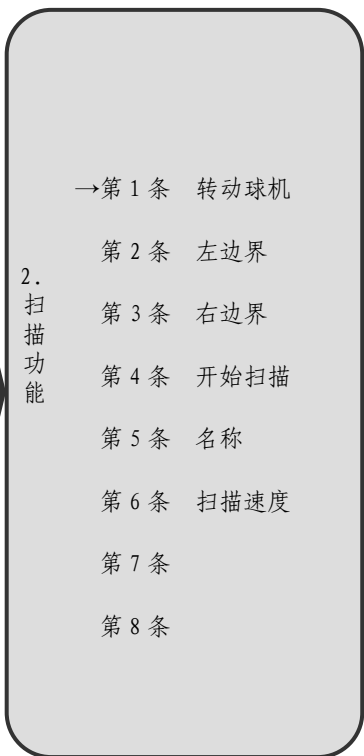 2.扫描功能
→第1条 转动球机
第2条 左边界
第3条 右边界
第4条 开始扫描
第5条 名称
第6条 扫描速度
第7条
第8条